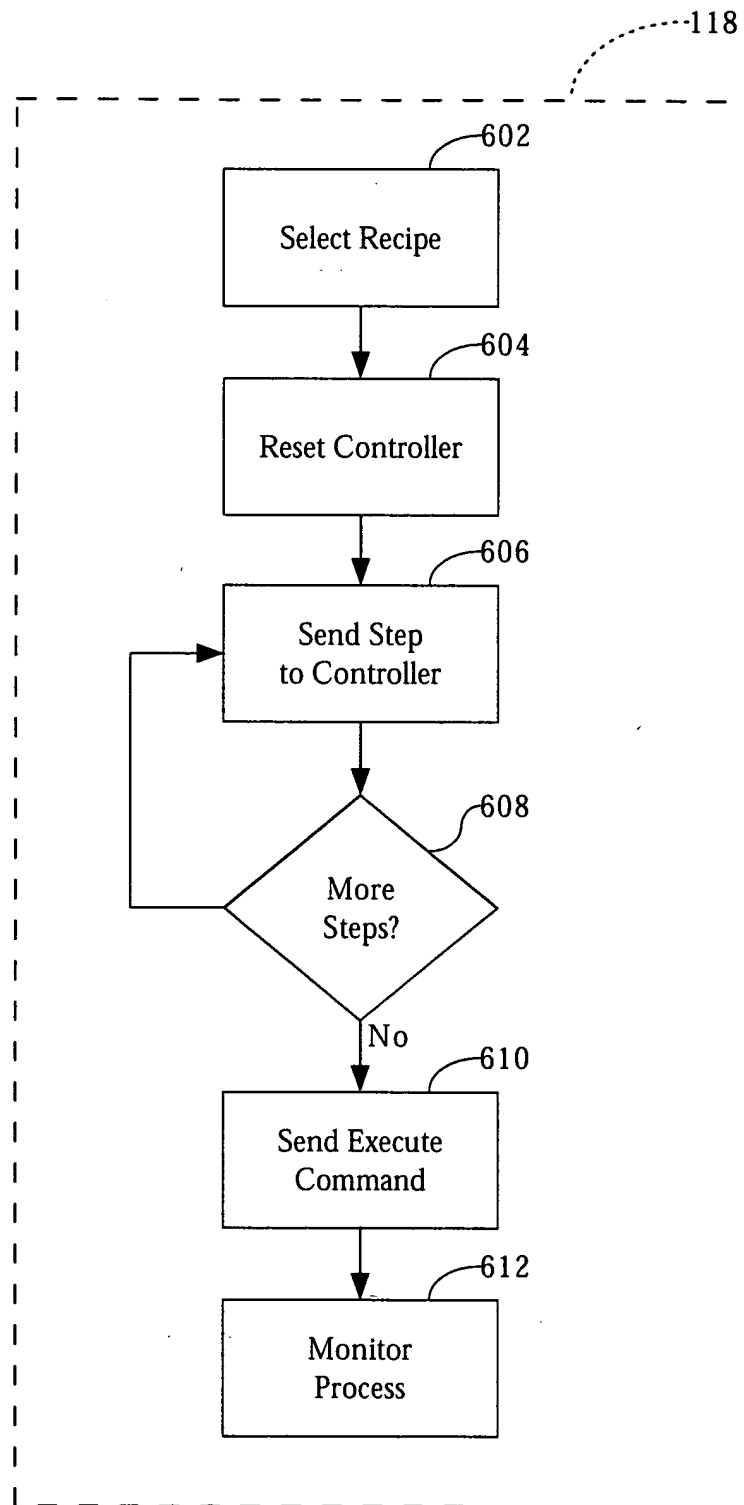 118
602
Select Recipe
604
Reset Controller
606
Send Step
to Controller
608
More
Steps?
No
610
Send Execute
Command
612
Monitor
Process